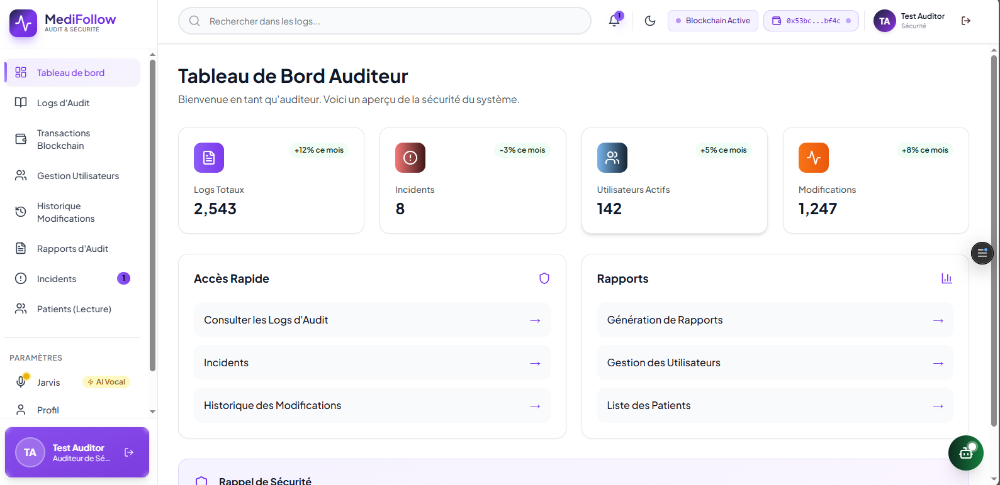 MediFollow
AUDIT & SÉCURITÉ
Rechercher dans les logs...
1
Blockchain Active
0x53bc...bf4c
TA
Test Auditor
Sécurité
Tableau de bord
Logs d'Audit
Transactions
Blockchain
Gestion Utilisateurs
Historique
Modifications
Rapports d'Audit
Incidents
1
Patients (Lecture)
PARAMÈTRES
Jarvis
AI Vocal
Profil
TA
Test Auditor
Auditeur de Sé...
Tableau de Bord Auditeur
Bienvenue en tant qu'auditeur. Voici un aperçu de la sécurité du système.
+12% ce mois
Logs Totaux
2,543
-3% ce mois
Incidents
8
+5% ce mois
Utilisateurs Actifs
142
+8% ce mois
Modifications
1,247
Accès Rapide
Consulter les Logs d'Audit →
Incidents →
Historique des Modifications →
Rapports
Génération de Rapports →
Gestion des Utilisateurs →
Liste des Patients →
Rappel de Sécurité